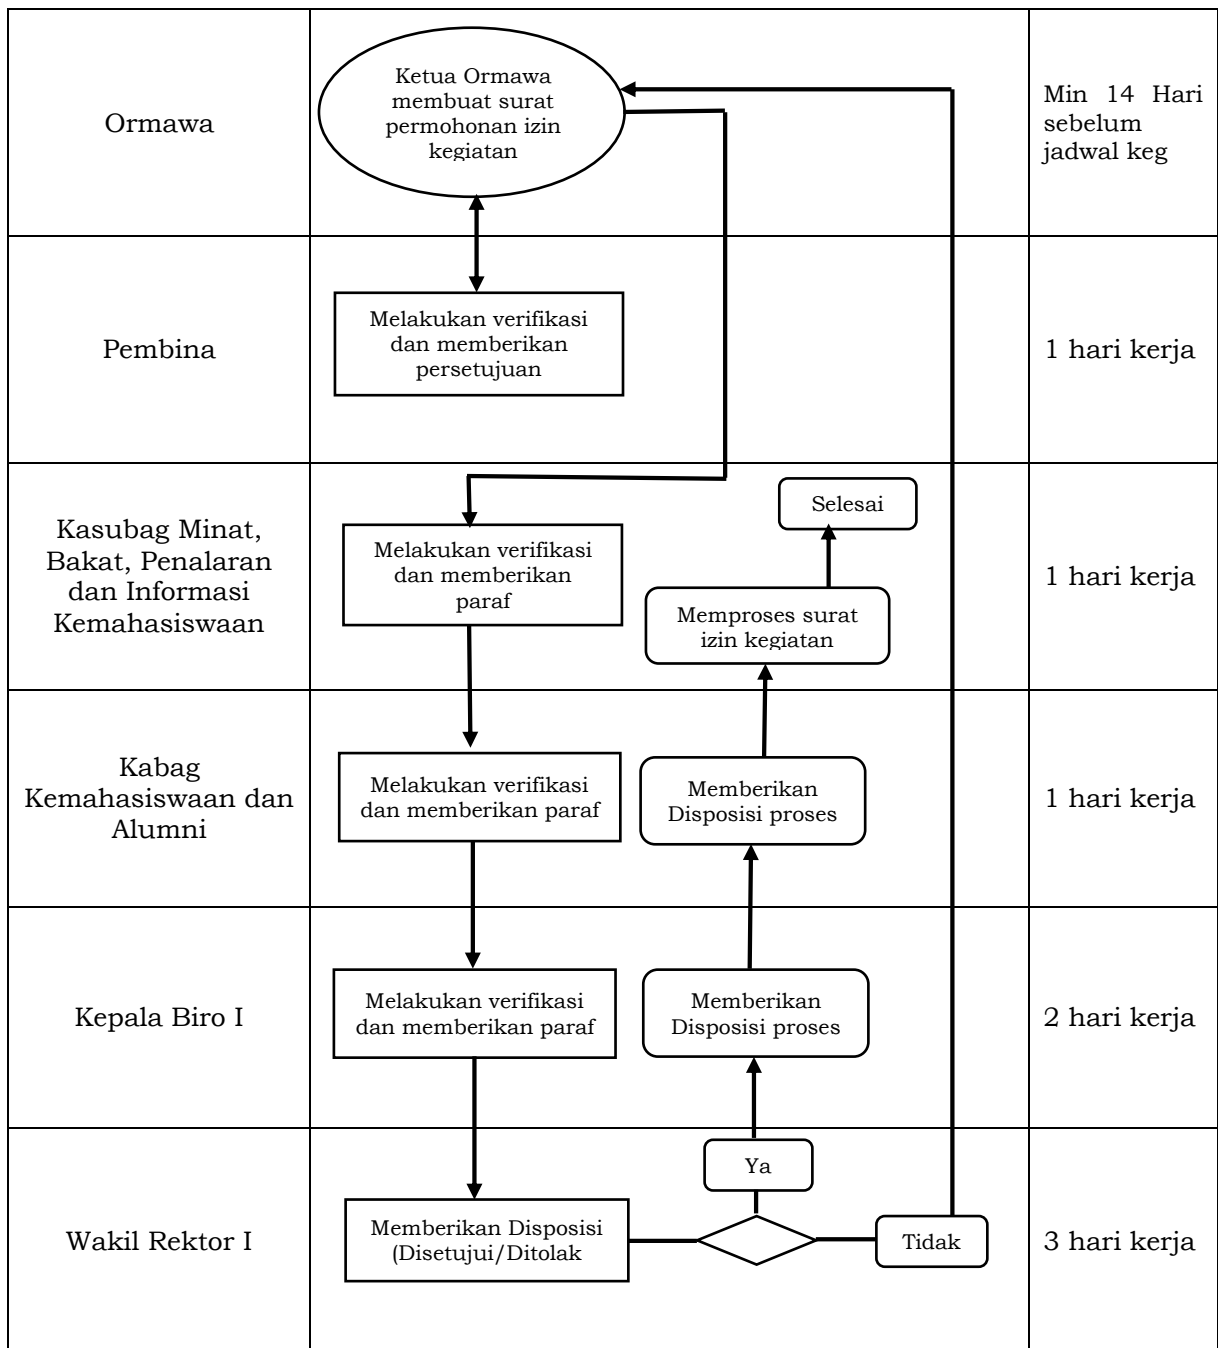 Ormawa
Ketua Ormawa
membuat surat
permohonan izin
kegiatan
Min 14 Hari
sebelum
jadwal keg
Pembina
Melakukan verifikasi
dan memberikan
persetujuan
1 hari kerja
Kasubag Minat,
Bakat, Penalaran
dan Informasi
Kemahasiswaan
Melakukan verifikasi
dan memberikan
paraf
Selesai
Memproses surat
izin kegiatan
1 hari kerja
Kabag
Kemahasiswaan dan
Alumni
Melakukan verifikasi
dan memberikan paraf
Memberikan
Disposisi proses
1 hari kerja
Kepala Biro I
Melakukan verifikasi
dan memberikan paraf
Memberikan
Disposisi proses
2 hari kerja
Wakil Rektor I
Memberikan Disposisi
(Disetujui/Ditolak
Ya
Tidak
3 hari kerja